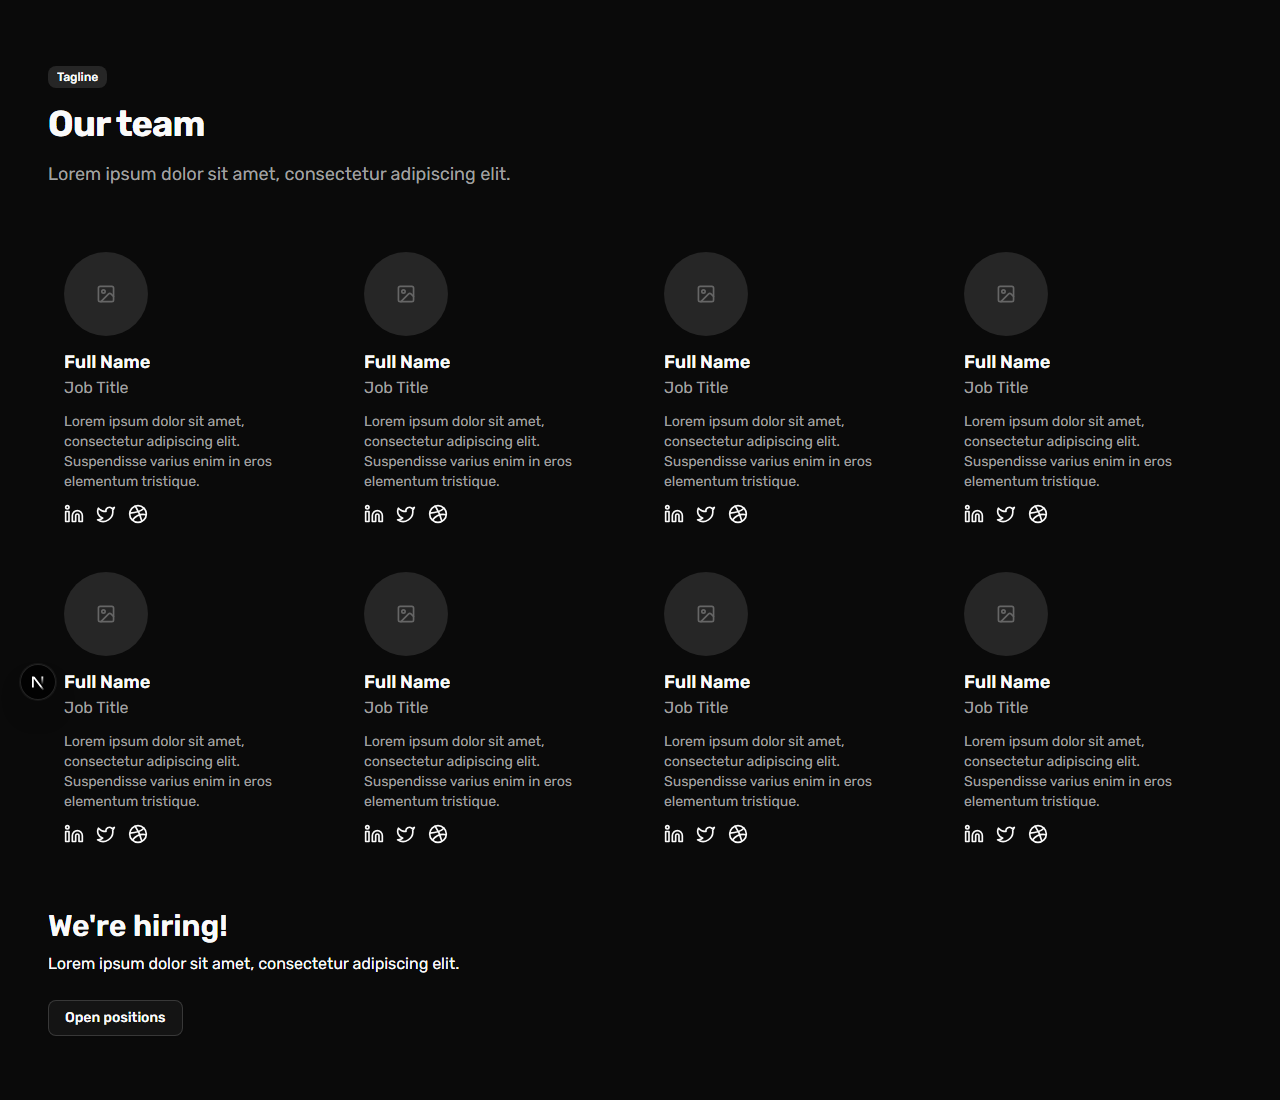 Tagline
Our team
Lorem ipsum dolor sit amet, consectetur adipiscing elit.
Full Name
Job Title
Lorem ipsum dolor sit amet,
consectetur adipiscing elit.
Suspendisse varius enim in eros
elementum tristique.
Full Name
Job Title
Lorem ipsum dolor sit amet,
consectetur adipiscing elit.
Suspendisse varius enim in eros
elementum tristique.
Full Name
Job Title
Lorem ipsum dolor sit amet,
consectetur adipiscing elit.
Suspendisse varius enim in eros
elementum tristique.
Full Name
Job Title
Lorem ipsum dolor sit amet,
consectetur adipiscing elit.
Suspendisse varius enim in eros
elementum tristique.
N
Full Name
Job Title
Lorem ipsum dolor sit amet,
consectetur adipiscing elit.
Suspendisse varius enim in eros
elementum tristique.
Full Name
Job Title
Lorem ipsum dolor sit amet,
consectetur adipiscing elit.
Suspendisse varius enim in eros
elementum tristique.
Full Name
Job Title
Lorem ipsum dolor sit amet,
consectetur adipiscing elit.
Suspendisse varius enim in eros
elementum tristique.
Full Name
Job Title
Lorem ipsum dolor sit amet,
consectetur adipiscing elit.
Suspendisse varius enim in eros
elementum tristique.
We're hiring!
Lorem ipsum dolor sit amet, consectetur adipiscing elit.
Open positions